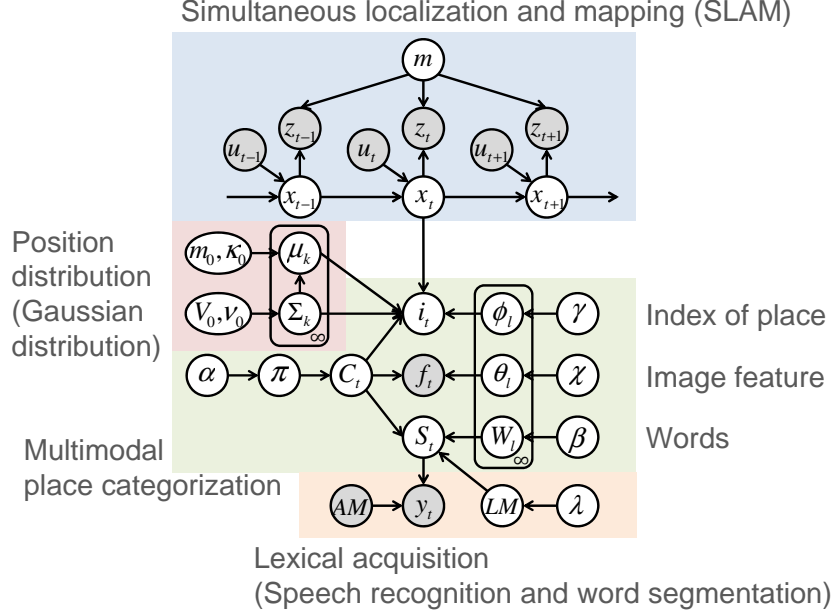 Simultaneous localization and mapping (SLAM)
m
z_{t-1} z_t z_{t+1}
u_{t-1} u_t u_{t+1}
x_{t-1} x_t x_{t+1}
Position
distribution
(Gaussian
distribution)
m_0, κ_0 μ_k
V_0, ν_0 Σ_k i_t ϕ_l γ Index of place
∞
α π C_t f_t θ_l χ Image feature
S_t W_l β Words
∞
Multimodal
place categorization
AM y_t LM λ
Lexical acquisition
(Speech recognition and word segmentation)